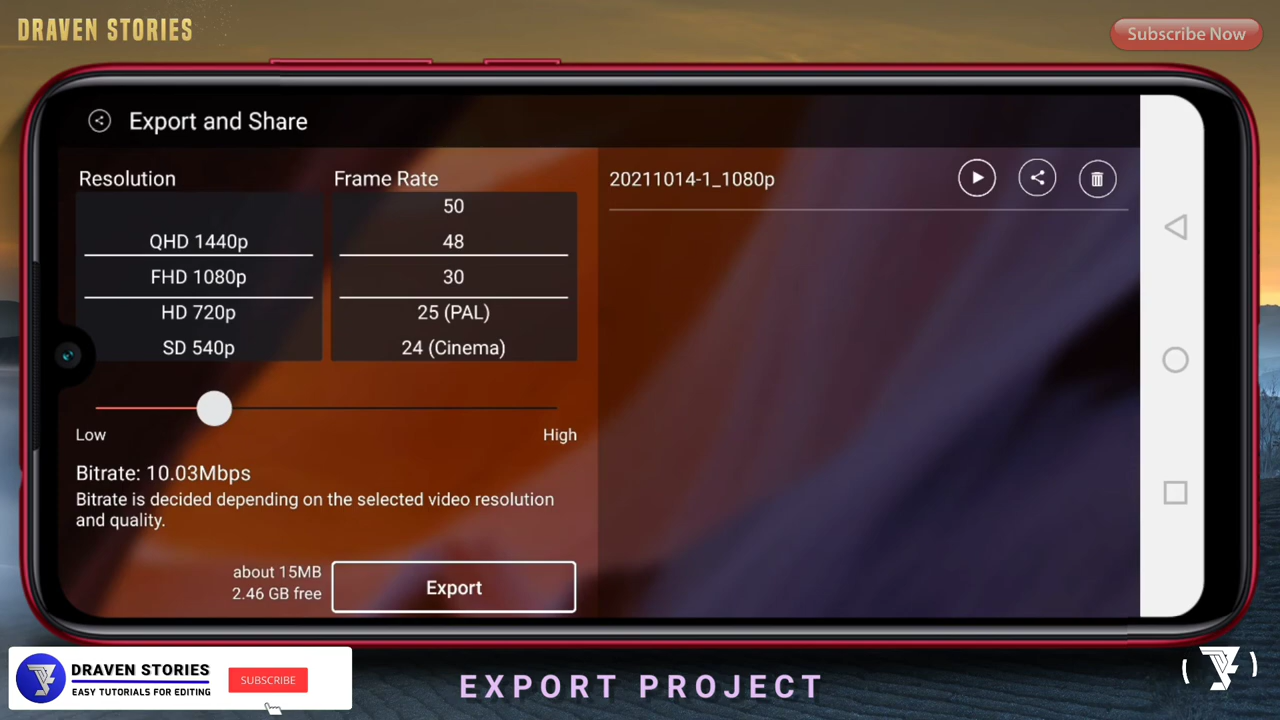 DRAVEN STORIES
Subscribe Now
Export and Share
Resolution
QHD 1440p
FHD 1080p
HD 720p
SD 540p
Frame Rate
50
48
30
25 (PAL)
24 (Cinema)
20211014-1_1080p
Low
High
Bitrate: 10.03Mbps
Bitrate is decided depending on the selected video resolution
and quality.
about 15MB
2.46 GB free
Export
DRAVEN STORIES
EASY TUTORIALS FOR EDITING
SUBSCRIBE
EXPORT PROJECT